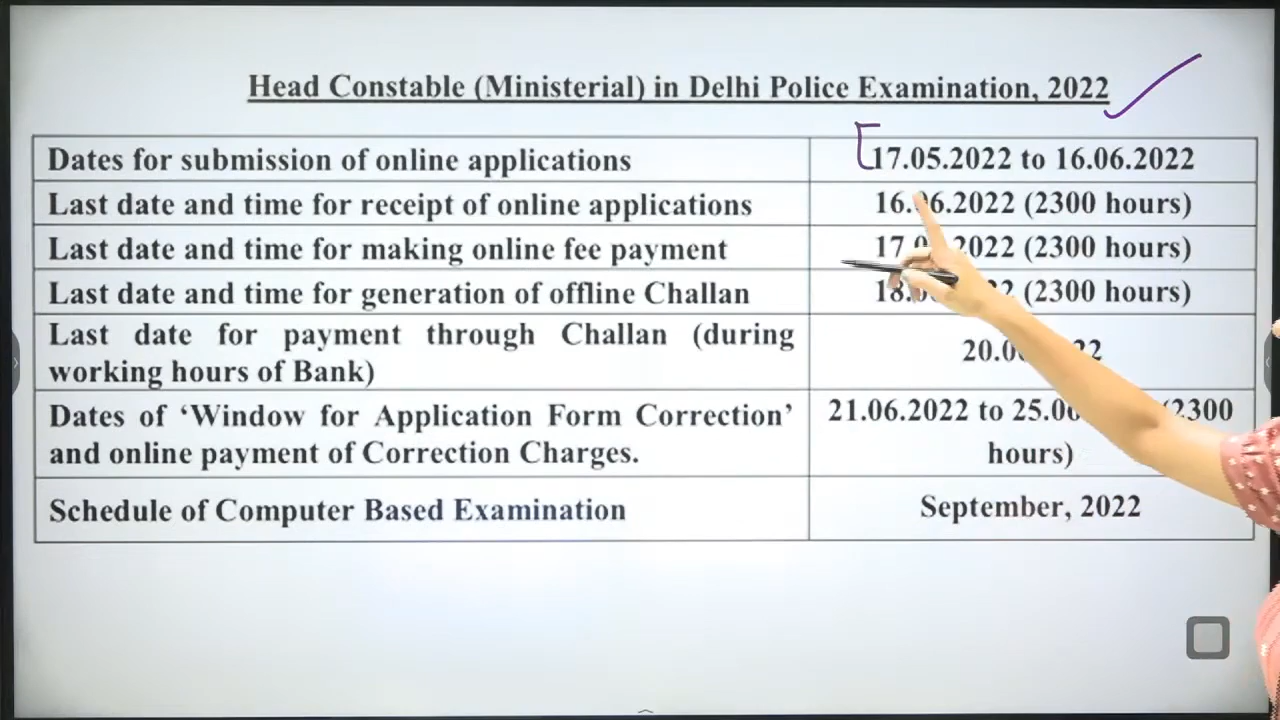 Head Constable (Ministerial) in Delhi Police Examination, 2022
Dates for submission of online applications
17.05.2022 to 16.06.2022
Last date and time for receipt of online applications
16.06.2022 (2300 hours)
Last date and time for making online fee payment
(2300 hours)
Last date and time for generation of offline Challan
(2300 hours)
Last date for payment through Challan (during
working hours of Bank)
Dates of ‘Window for Application Form Correction’
and online payment of Correction Charges.
21.06.2022 to (2300
hours)
Schedule of Computer Based Examination
September, 2022